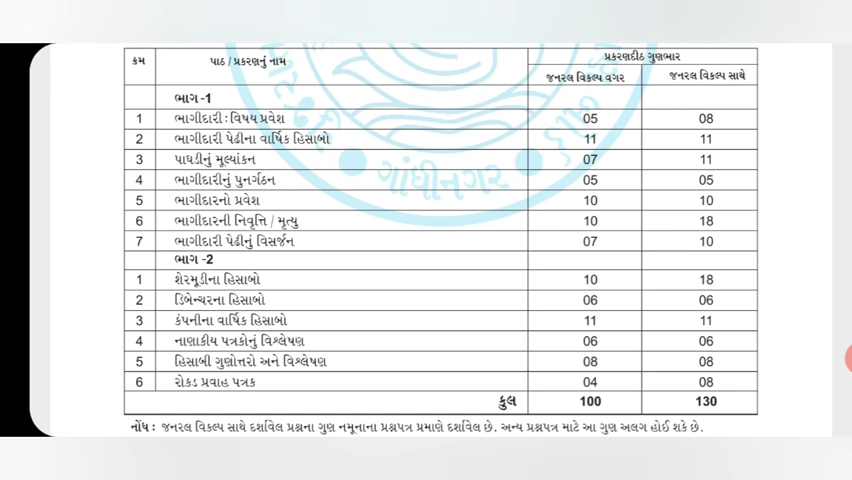 ક્રમ પાઠ / પ્રકરણનું નામ પ્રકરણદીઠ ગુણભાર
જનરલ વિકલ્પ વગર જનરલ વિકલ્પ સાથે
ભાગ-1
1 ભાગીદારી : વિષય પ્રવેશ 05 08
2 ભાગીદારી પેઢીના વાર્ષિક હિસાબો 11 11
3 પાઘડીનું મૂલ્યાંકન 07 11
4 ભાગીદારીનું પુનર્ગઠન 05 05
5 ભાગીદારનો પ્રવેશ 10 10
6 ભાગીદારની નિવૃત્તિ / મૃત્યુ 10 18
7 ભાગીદારી પેઢીનું વિસર્જન 07 10
ભાગ -2
1 શેરમૂડીના હિસાબો 10 18
2 ડિબેન્ચરના હિસાબો 06 06
3 કંપનીના વાર્ષિક હિસાબો 11 11
4 નાણાકીય પત્રકોનું વિશ્લેષણ 06 06
5 હિસાબી ગુણોત્તરો અને વિશ્લેષણ 08 08
6 રોકડ પ્રવાહ પત્રક 04 08
કુલ 100 130
નોંધ : જનરલ વિકલ્પ સાથે દર્શાવેલ પ્રશ્નના ગુણ નમૂનાના પ્રશ્નપત્ર પ્રમાણે દર્શાવેલ છે. અન્ય પ્રશ્નપત્ર માટે આ ગુણ અલગ હોઈ શકે છે.
ગાંધીનગર